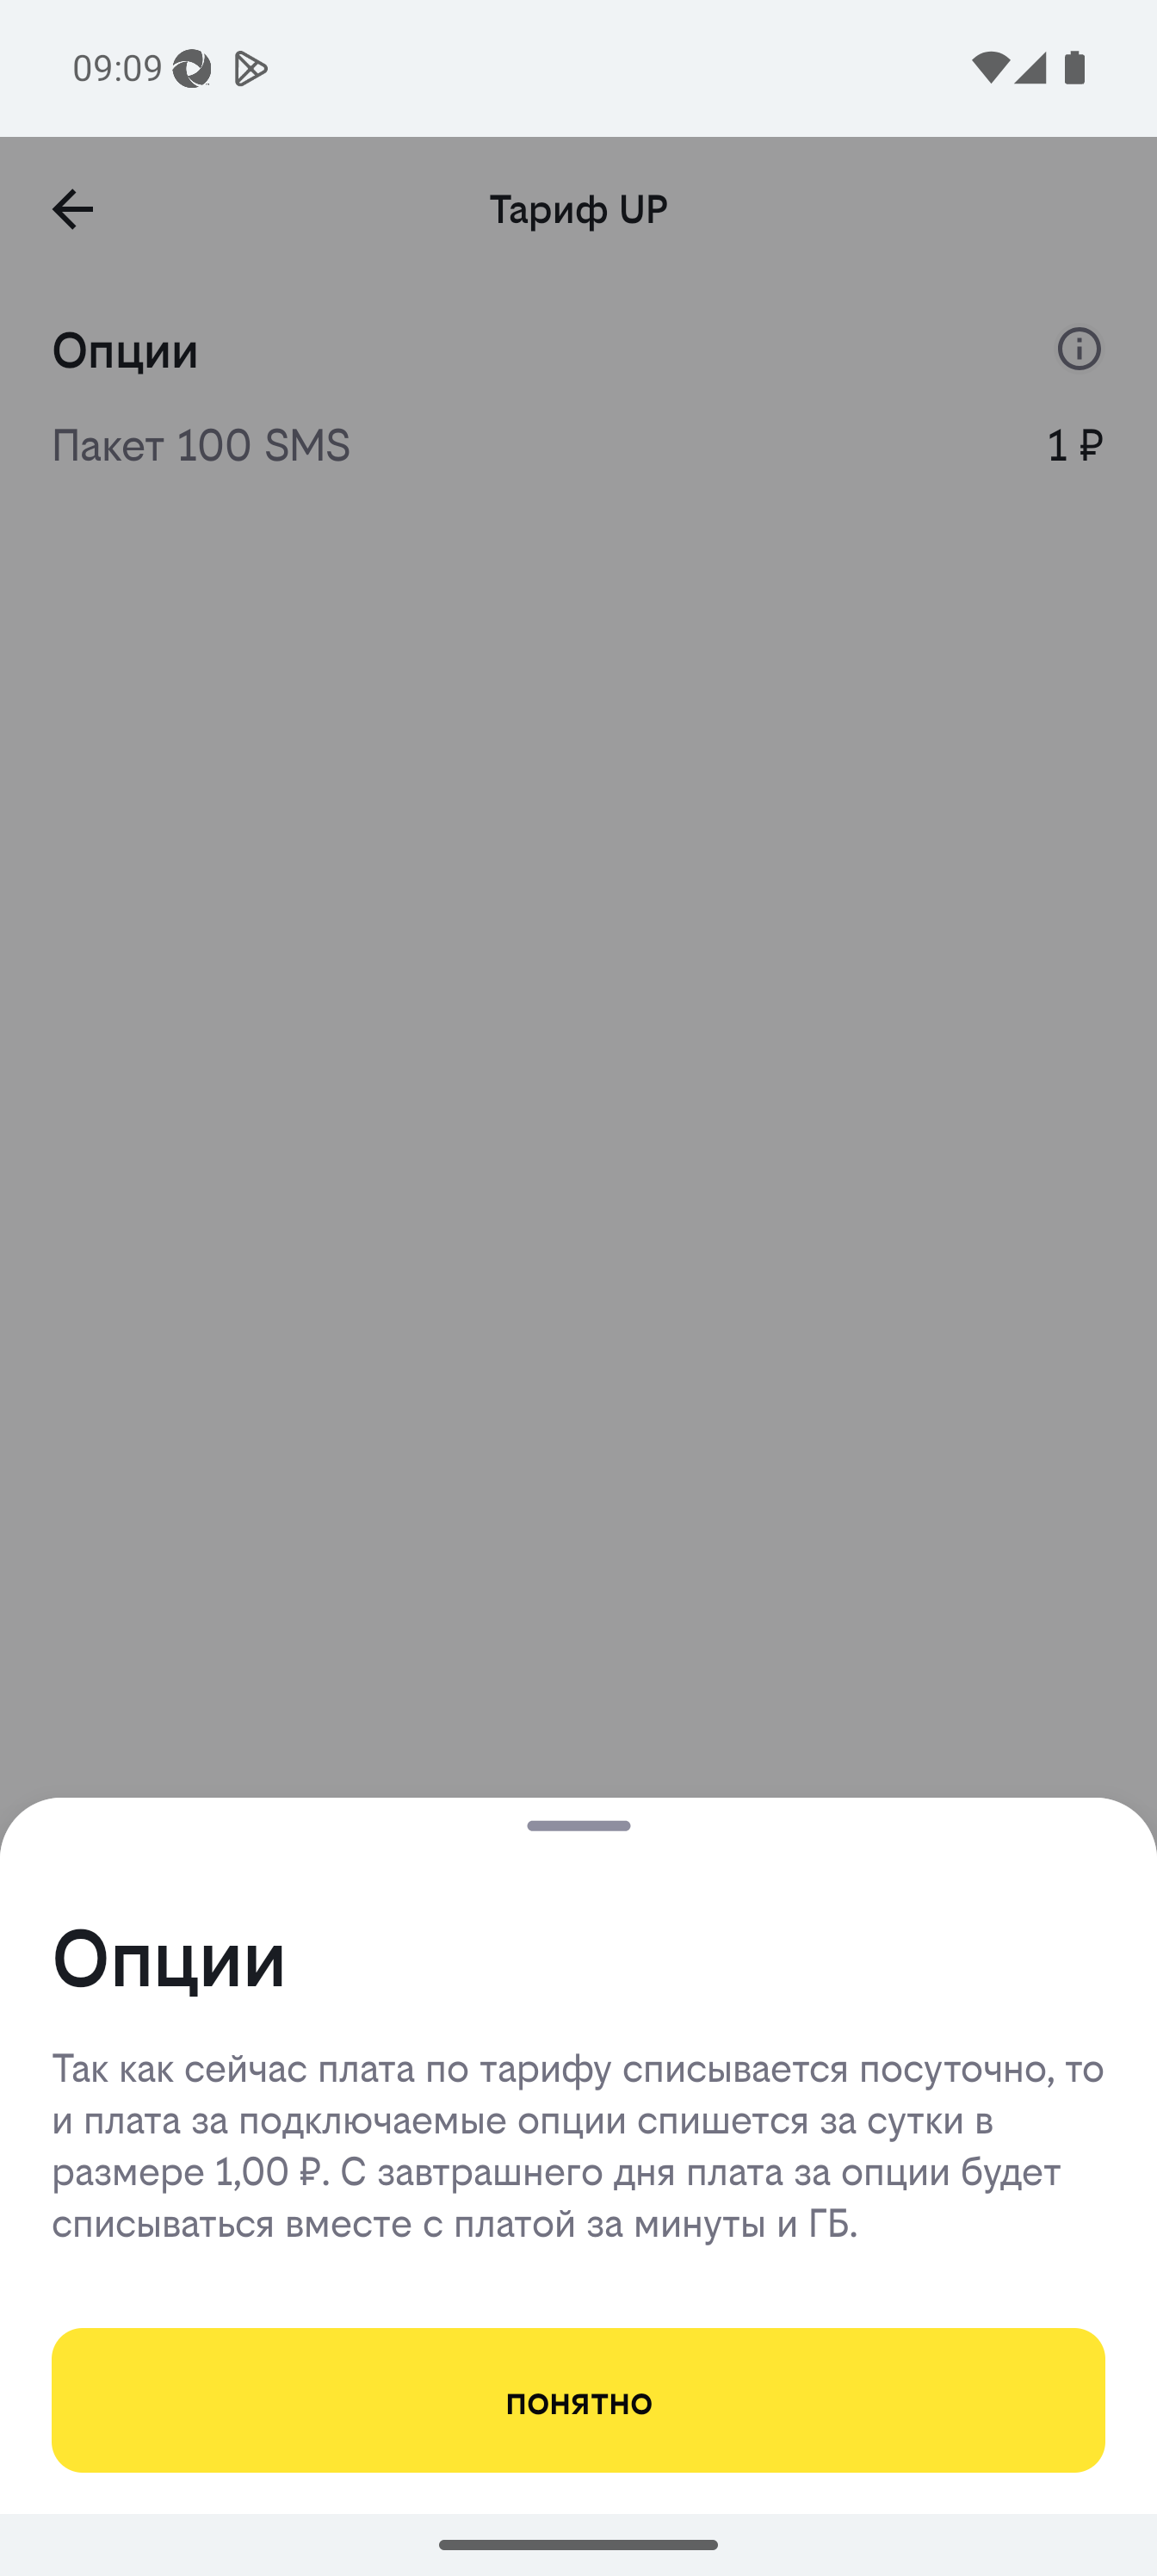 09:09
Тариф UP
Опции
Пакет 100 SMS 1 ₽
Опции
Так как сейчас плата по тарифу списывается посуточно, то
и плата за подключаемые опции спишется за сутки в
размере 1,00 ₽. С завтрашнего дня плата за опции будет
списываться вместе с платой за минуты и ГБ.
понятно